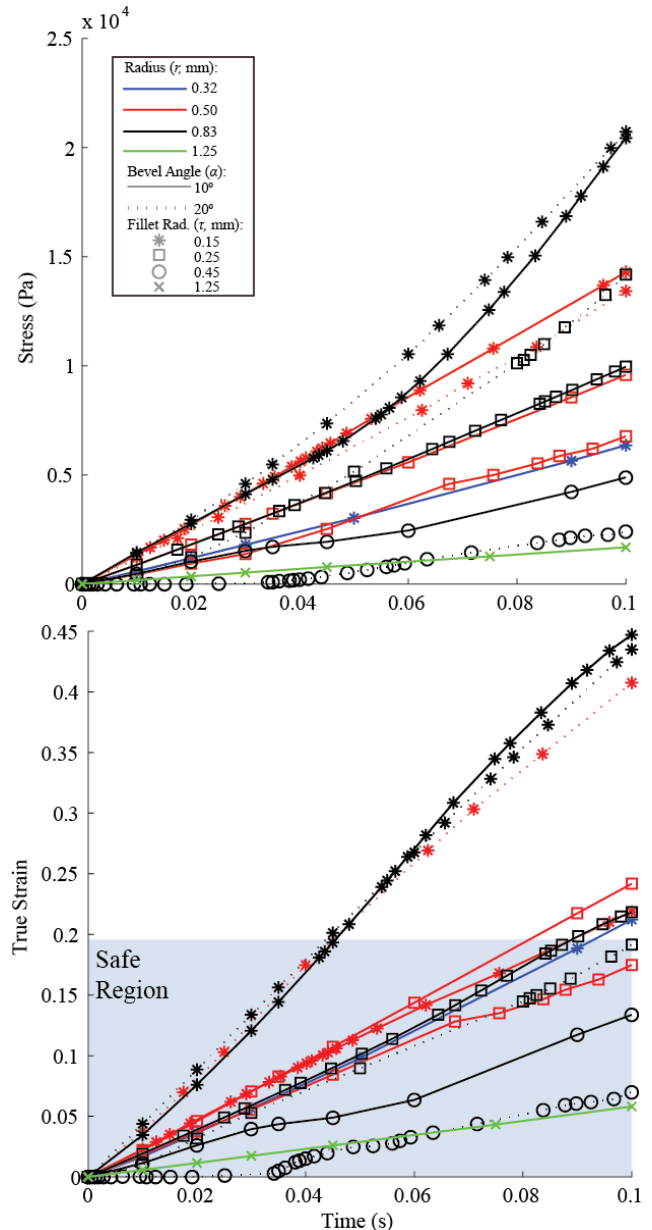 x 10⁴
2.5
2
1.5
1
0.5
0
Stress (Pa)
Radius (r, mm):
0.32
0.50
0.83
1.25
Bevel Angle (α):
10º
20º
Fillet Rad. (τ, mm):
0.15
0.25
0.45
1.25
0 0.02 0.04 0.06 0.08 0.1
0.45
0.4
0.35
0.3
0.25
0.2
0.15
0.1
0.05
0
True Strain
Safe
Region
0 0.02 0.04 0.06 0.08 0.1
Time (s)